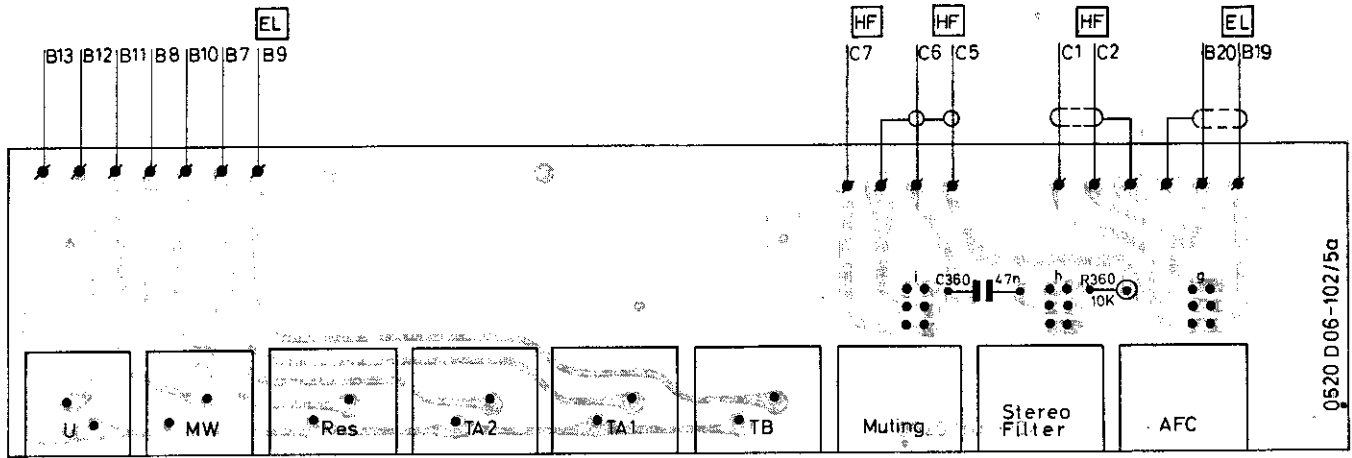 EL HF HF HF EL
B13 B12 B11 B8 B10 B7 B9 C7 C6 C5 C1 C2 B20 B19
i C360 47n h R360 g
10K
0520 D06-102/5a
U MW Res TA2 TA1 TB Muting Stereo Filter AFC